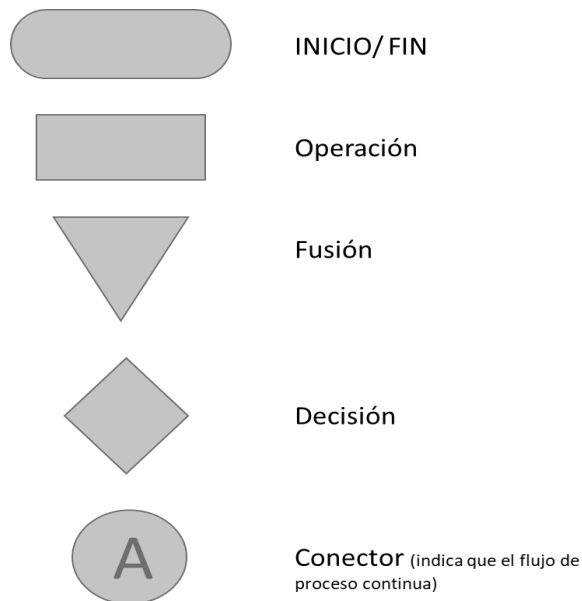 INICIO/ FIN
Operación
Fusión
Decisión
A
Conector (indica que el flujo de
proceso continua)